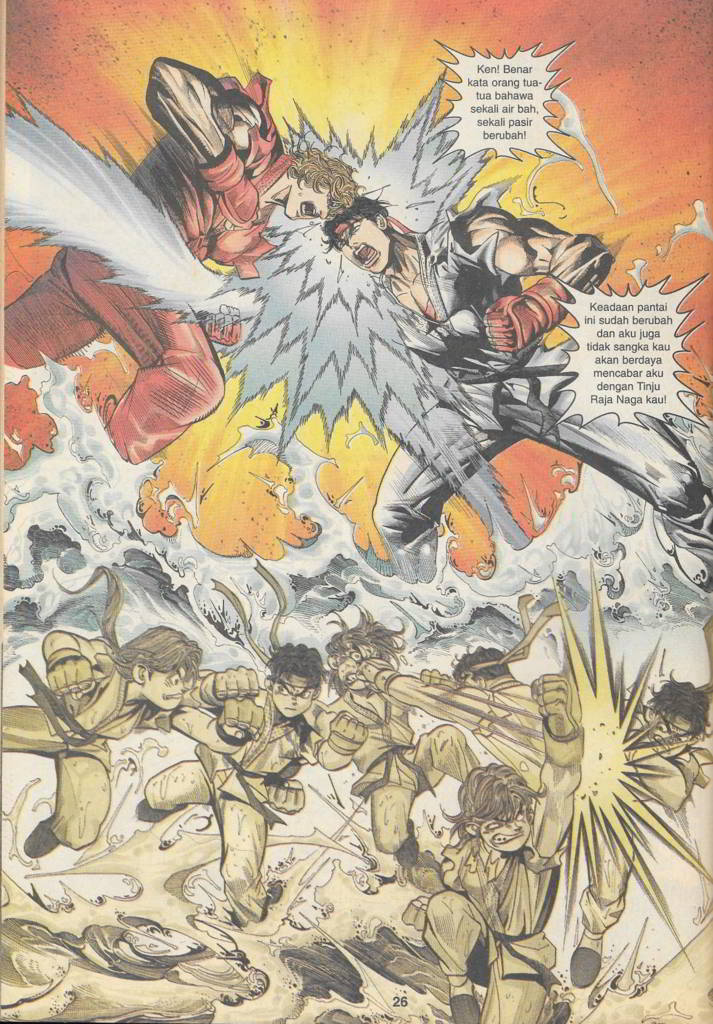 Ken! Benar
kata orang tua-
tua bahawa
sekali air bah,
sekali pasir
berubah!
Keadaan pantai
ini sudah berubah
dan aku juga
tidak sangka kau
akan berdaya
mencabar aku
dengan Tinju
Raja Naga kau!
26